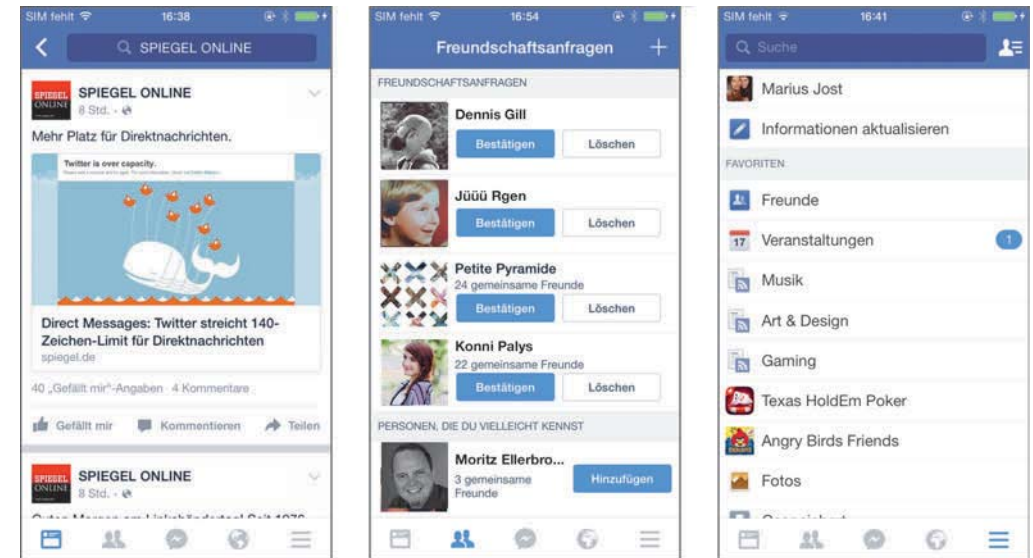 SIM fehlt 16:38
SPIEGEL ONLINE
SPIEGEL ONLINE
SPIEGEL ONLINE
8 Std.
Mehr Platz für Direktnachrichten.
Twitter is over capacity.
Direct Messages: Twitter streicht 140-
Zeichen-Limit für Direktnachrichten
spiegel.de
40 „Gefällt mir“-Angaben · 4 Kommentare
Gefällt mir Kommentieren Teilen
SPIEGEL ONLINE
SPIEGEL ONLINE
8 Std.
SIM fehlt 16:54
Freundschaftsanfragen +
FREUNDSCHAFTSANFRAGEN
Dennis Gill
Bestätigen Löschen
Jüüü Rgen
Bestätigen Löschen
Petite Pyramide
24 gemeinsame Freunde
Bestätigen Löschen
Konni Palys
22 gemeinsame Freunde
Bestätigen Löschen
PERSONEN, DIE DU VIELLEICHT KENNST
Moritz Ellerbro...
3 gemeinsame
Freunde
Hinzufügen
SIM fehlt 16:41
Suche
Marius Jost
Informationen aktualisieren
FAVORITEN
Freunde
17 Veranstaltungen 1
Musik
Art & Design
Gaming
Texas HoldEm Poker
Angry Birds Friends
Fotos